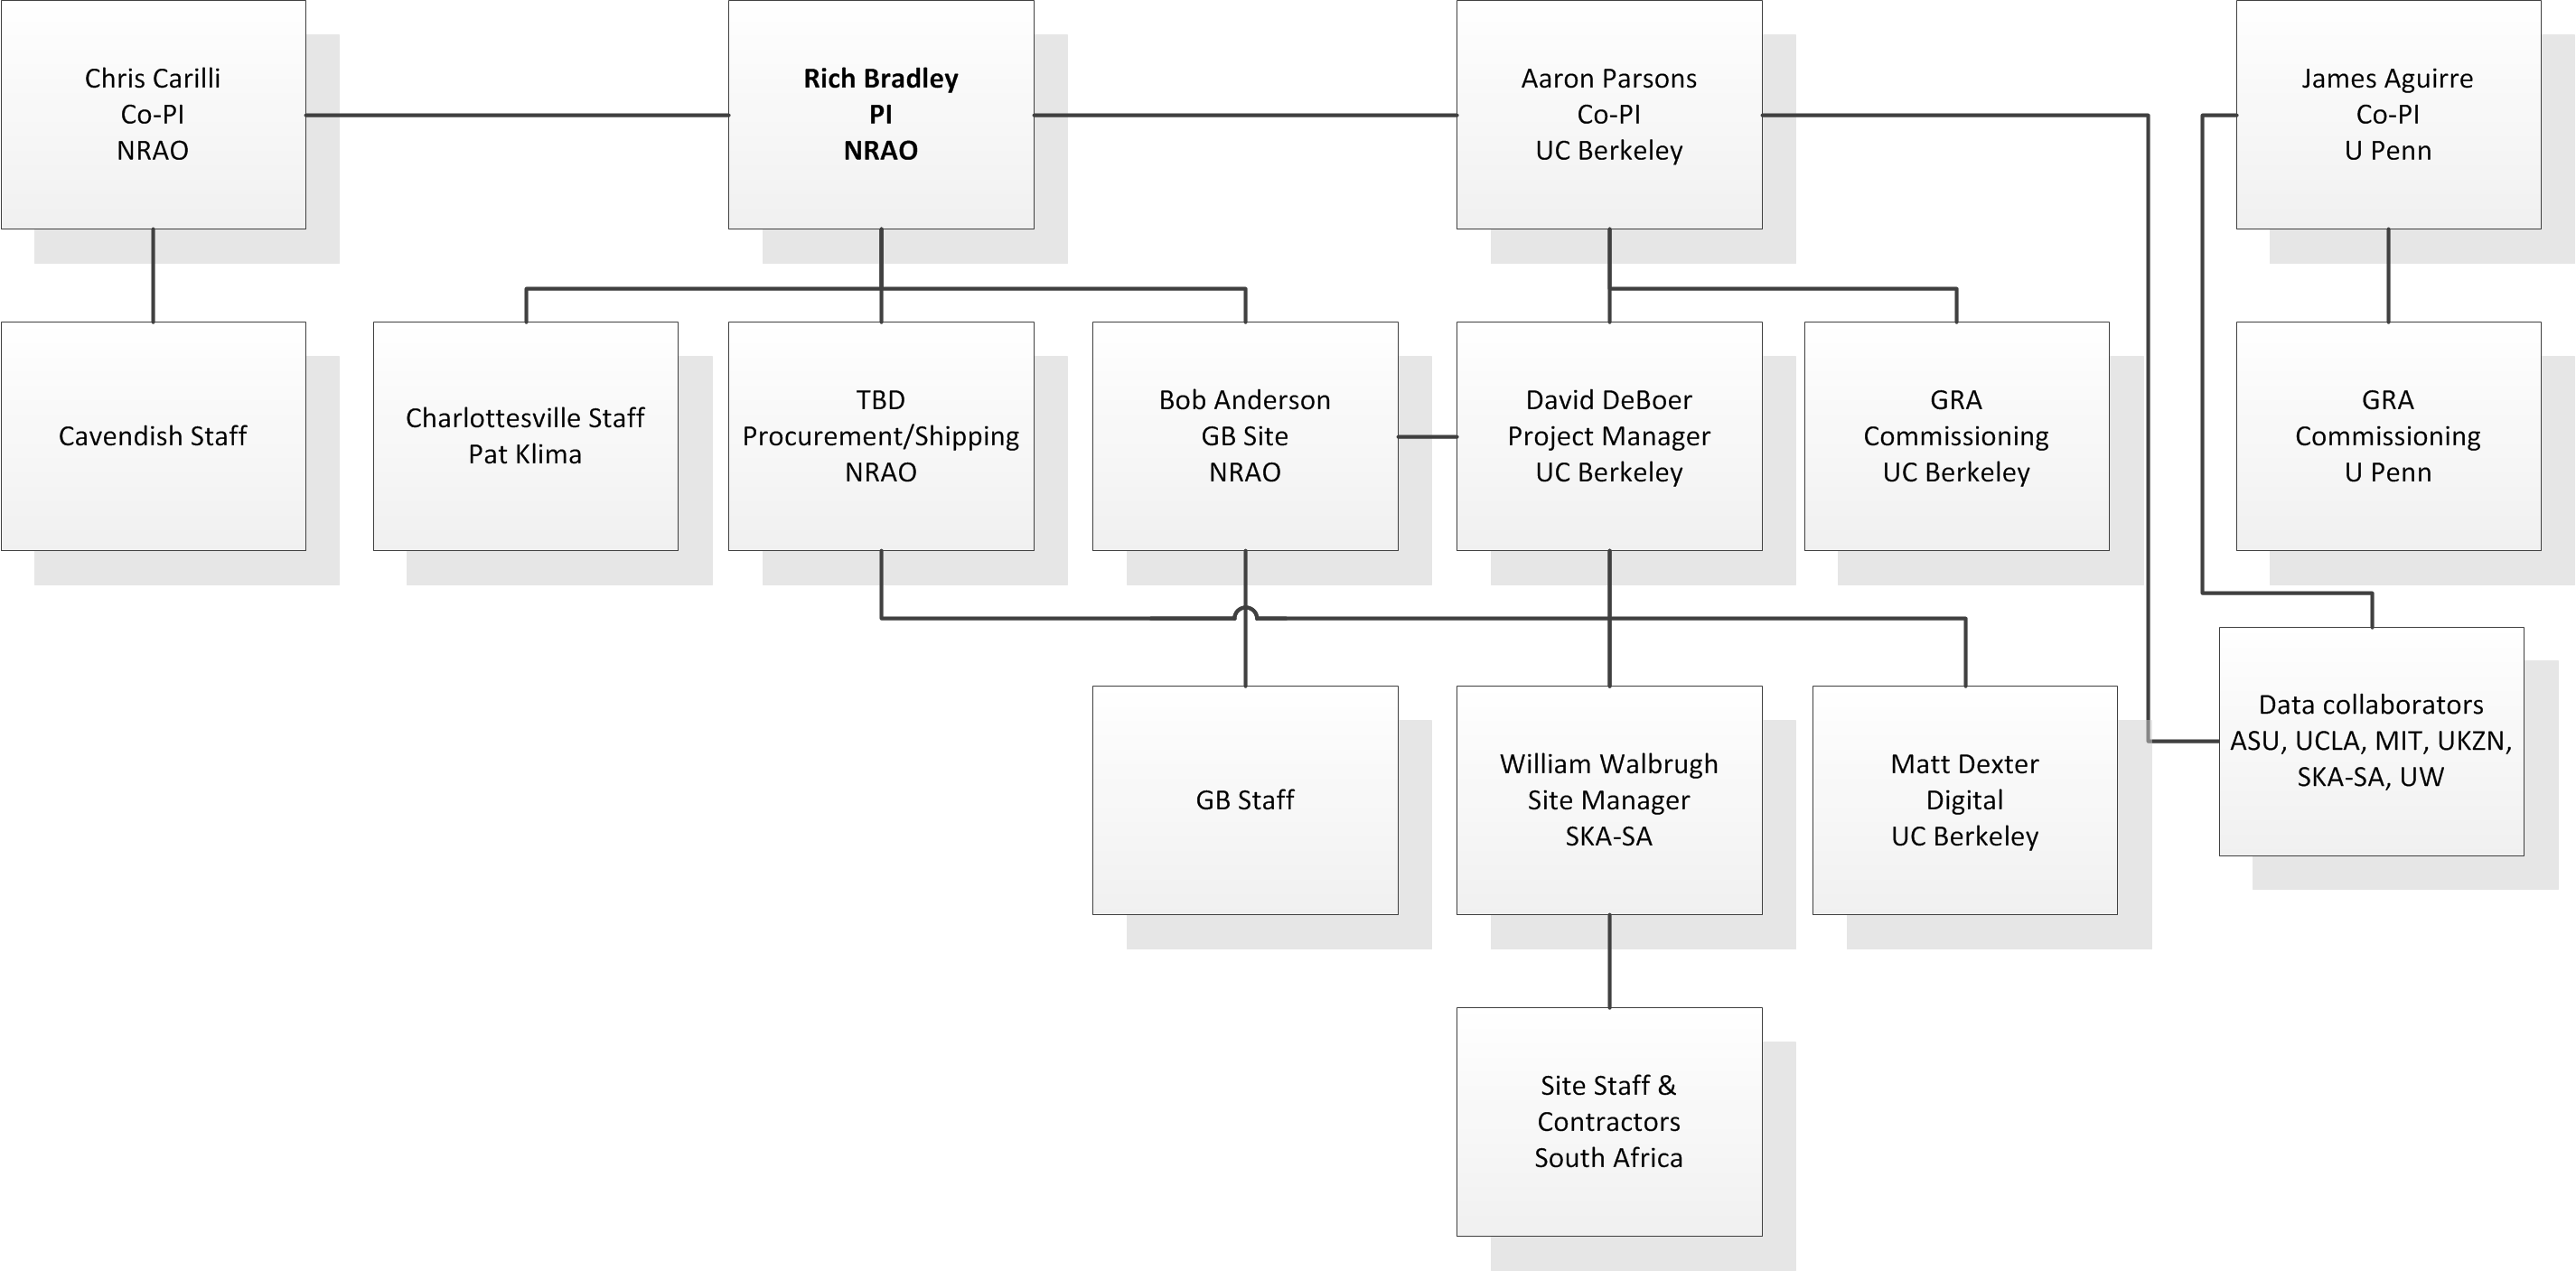 Chris Carilli
Co-PI
NRAO
Rich Bradley
PI
NRAO
Aaron Parsons
Co-PI
UC Berkeley
James Aguirre
Co-PI
U Penn
Cavendish Staff
Charlottesville Staff
Pat Klima
TBD
Procurement/Shipping
NRAO
Bob Anderson
GB Site
NRAO
David DeBoer
Project Manager
UC Berkeley
GRA
Commissioning
UC Berkeley
GRA
Commissioning
U Penn
GB Staff
William Walbrugh
Site Manager
SKA-SA
Matt Dexter
Digital
UC Berkeley
Data collaborators
ASU, UCLA, MIT, UKZN,
SKA-SA, UW
Site Staff &
Contractors
South Africa